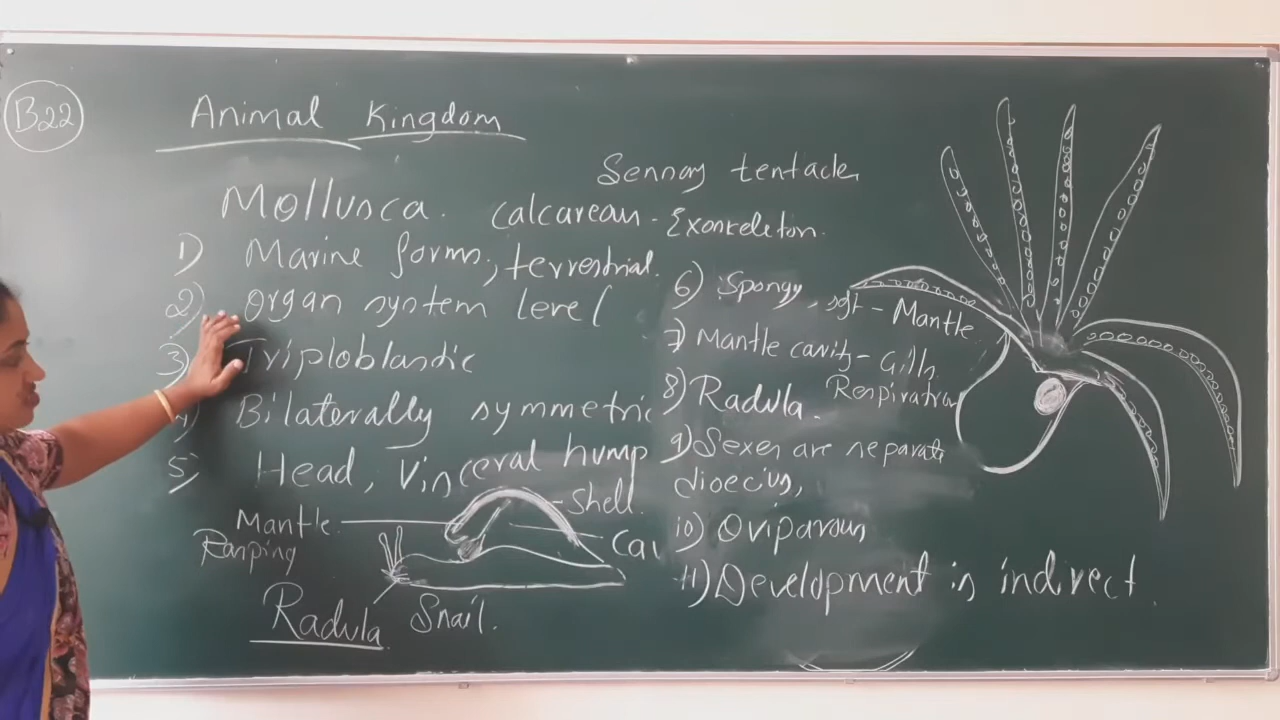 B22
Animal Kingdom
Sensory tentacles
Mollusca. Calcarean - Exoskeleton.
1) Marine forms, terrestrial.
2) Organ system level
3) Triploblastic
4) Bilaterally symmetric
5) Head, Visceral hump
Shell
Mantle
Cav
Rasping
Radula
Snail.
6) Spongy, soft - Mantle
7) Mantle cavity - Gills
Respiration
8) Radula.
9) Sexes are separate
dioecius,
10) Oviparous
11) Development is indirect.